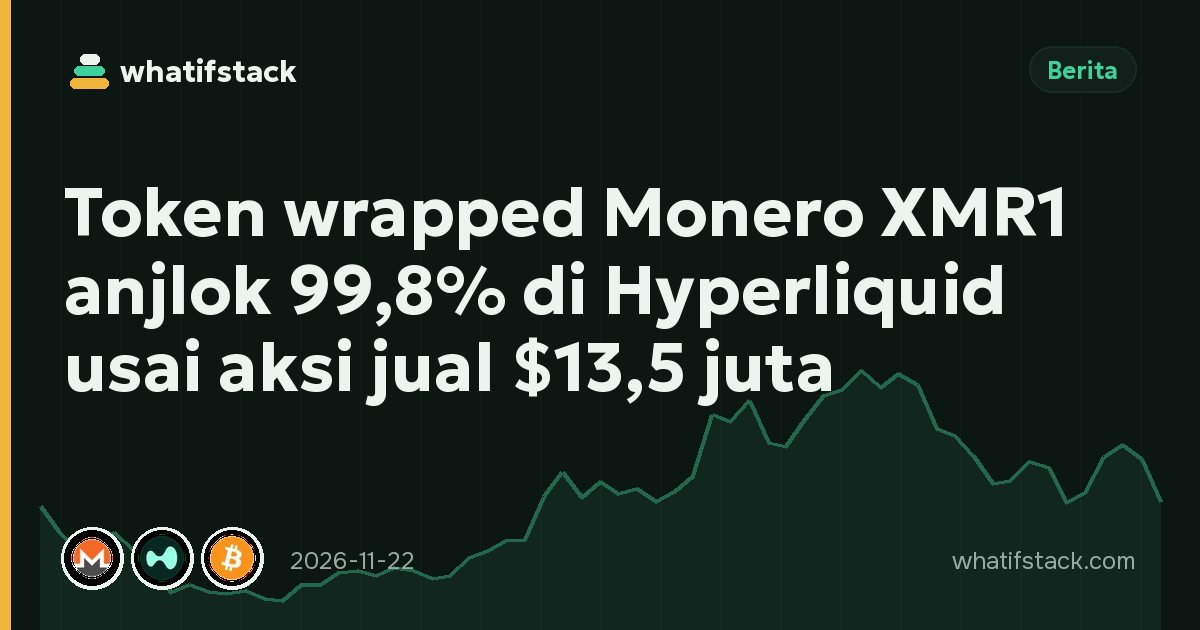 whatifstack
Berita
Token wrapped Monero XMR1
anjlok 99,8% di Hyperliquid
usai aksi jual $13,5 juta
2026-11-22
whatifstack.com